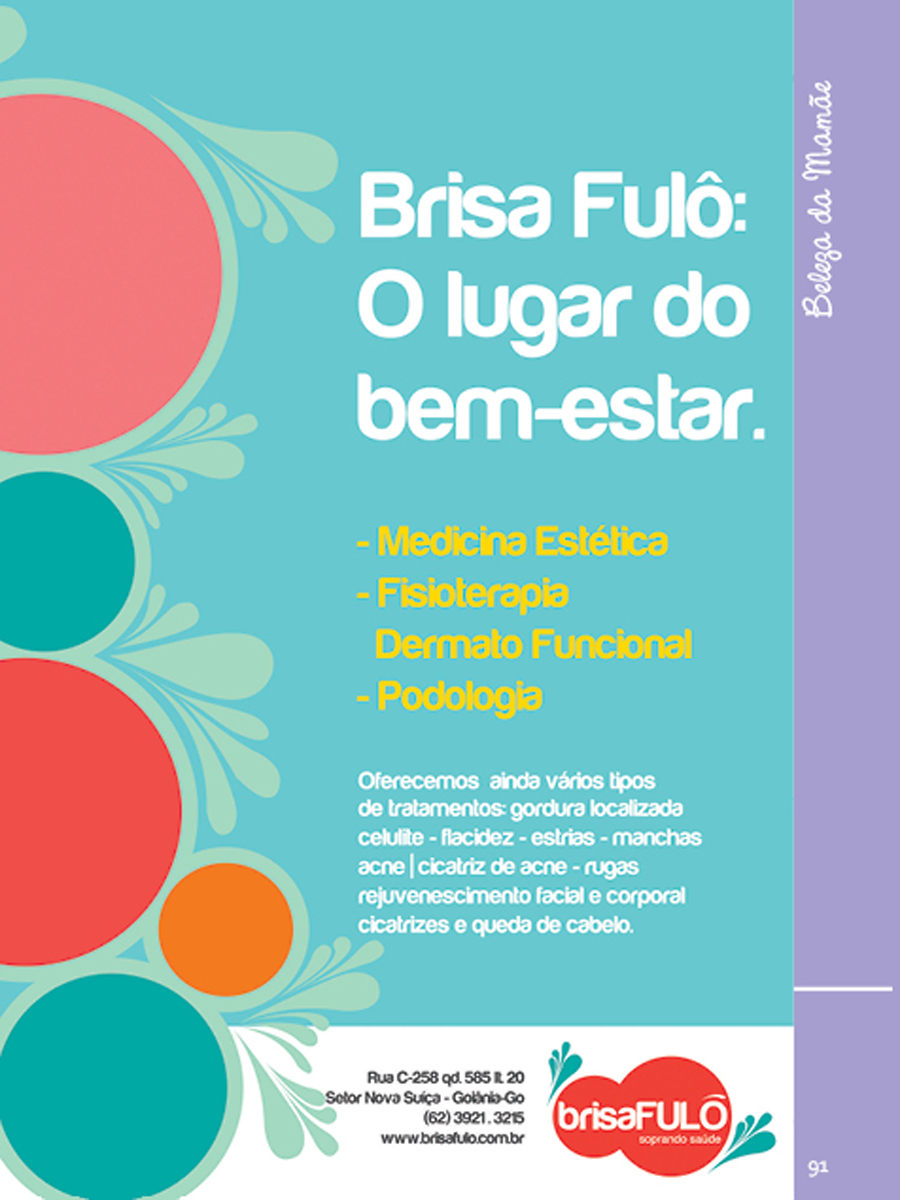 Brisa Fulô:
O lugar do
bem-estar.
- Medicina Estética
- Fisioterapia
Dermato Funcional
- Podologia
Oferecemos ainda vários tipos
de tratamentos: gordura localizada
celulite - flacidez - estrias - manchas
acne | cicatriz de acne - rugas
rejuvenescimento facial e corporal
cicatrizes e queda de cabelo.
Rua C-258 qd. 585 lt. 20
Setor Nova Suíça - Goiânia-Go
(62) 3921 . 3215
www.brisafulo.com.br
brisaFULÔ
soprando saúde
Beleza da Mamãe
91